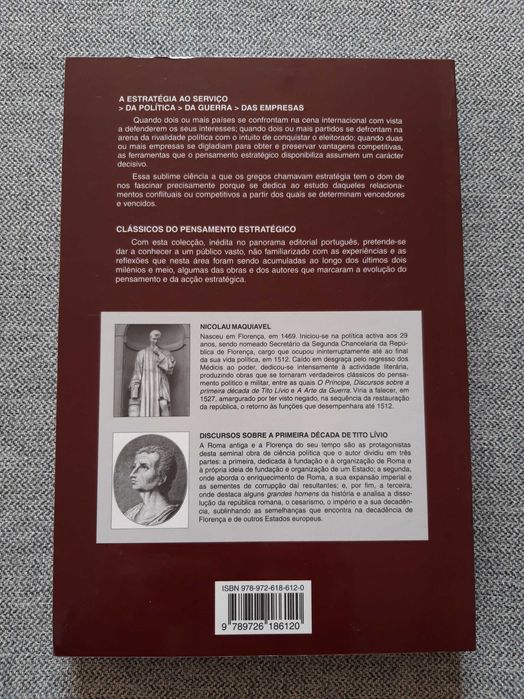 A ESTRATÉGIA AO SERVIÇO
> DA POLÍTICA > DA GUERRA > DAS EMPRESAS
Quando dois ou mais países se confrontam na cena internacional com vista
a defenderem os seus interesses; quando dois ou mais partidos se defrontam na
arena da rivalidade política com o intuito de conquistar o eleitorado; quando duas
ou mais empresas se digladiam para obter e preservar vantagens competitivas,
as ferramentas que o pensamento estratégico disponibiliza assumem um carácter
decisivo.
Essa sublime ciência a que os gregos chamavam estratégia tem o dom de
nos fascinar precisamente porque se dedica ao estudo daqueles relaciona-
mentos conflituais ou competitivos a partir dos quais se determinam vencedores
e vencidos.
CLÁSSICOS DO PENSAMENTO ESTRATÉGICO
Com esta colecção, inédita no panorama editorial português, pretende-se
dar a conhecer a um público vasto, não familiarizado com as experiências e as
reflexões que nesta área foram sendo acumuladas ao longo dos últimos dois
milénios e meio, algumas das obras e dos autores que marcaram a evolução do
pensamento e da acção estratégica.
NICOLAU MAQUIAVEL
Nasceu em Florença, em 1469. Iniciou-se na política activa aos 29
anos, sendo nomeado Secretário da Segunda Chancelaria da Repú-
blica de Florença, cargo que ocupou ininterruptamente até ao final
da sua vida política, em 1512. Caído em desgraça pelo regresso dos
Médicis ao poder, dedicou-se intensamente à actividade literária,
produzindo obras que se tornaram verdadeiros clássicos do pensa-
mento político e militar, entre as quais O Príncipe, Discursos sobre a
primeira década de Tito Lívio e A Arte da Guerra. Viria a falecer, em
1527, amargurado por ter visto negado, na sequência da restauração
da república, o retorno às funções que desempenhara até 1512.
DISCURSOS SOBRE A PRIMEIRA DÉCADA DE TITO LÍVIO
A Roma antiga e a Florença do seu tempo são as protagonistas
desta seminal obra de ciência política que o autor dividiu em três
partes: a primeira, dedicada à fundação e à organização de Roma e
à própria ideia de fundação e organização de um Estado; a segunda,
onde aborda o enriquecimento de Roma, a sua expansão imperial e
as sementes de corrupção daí resultantes; e, por fim, a terceira,
onde destaca alguns grandes homens da história e analisa a disso-
lução da república romana, o cesarismo, o império e a sua decadên-
cia, sublinhando as semelhanças que encontra na decadência de
Florença e de outros Estados europeus.
ISBN 978-972-618-612-0
9 789726 186120